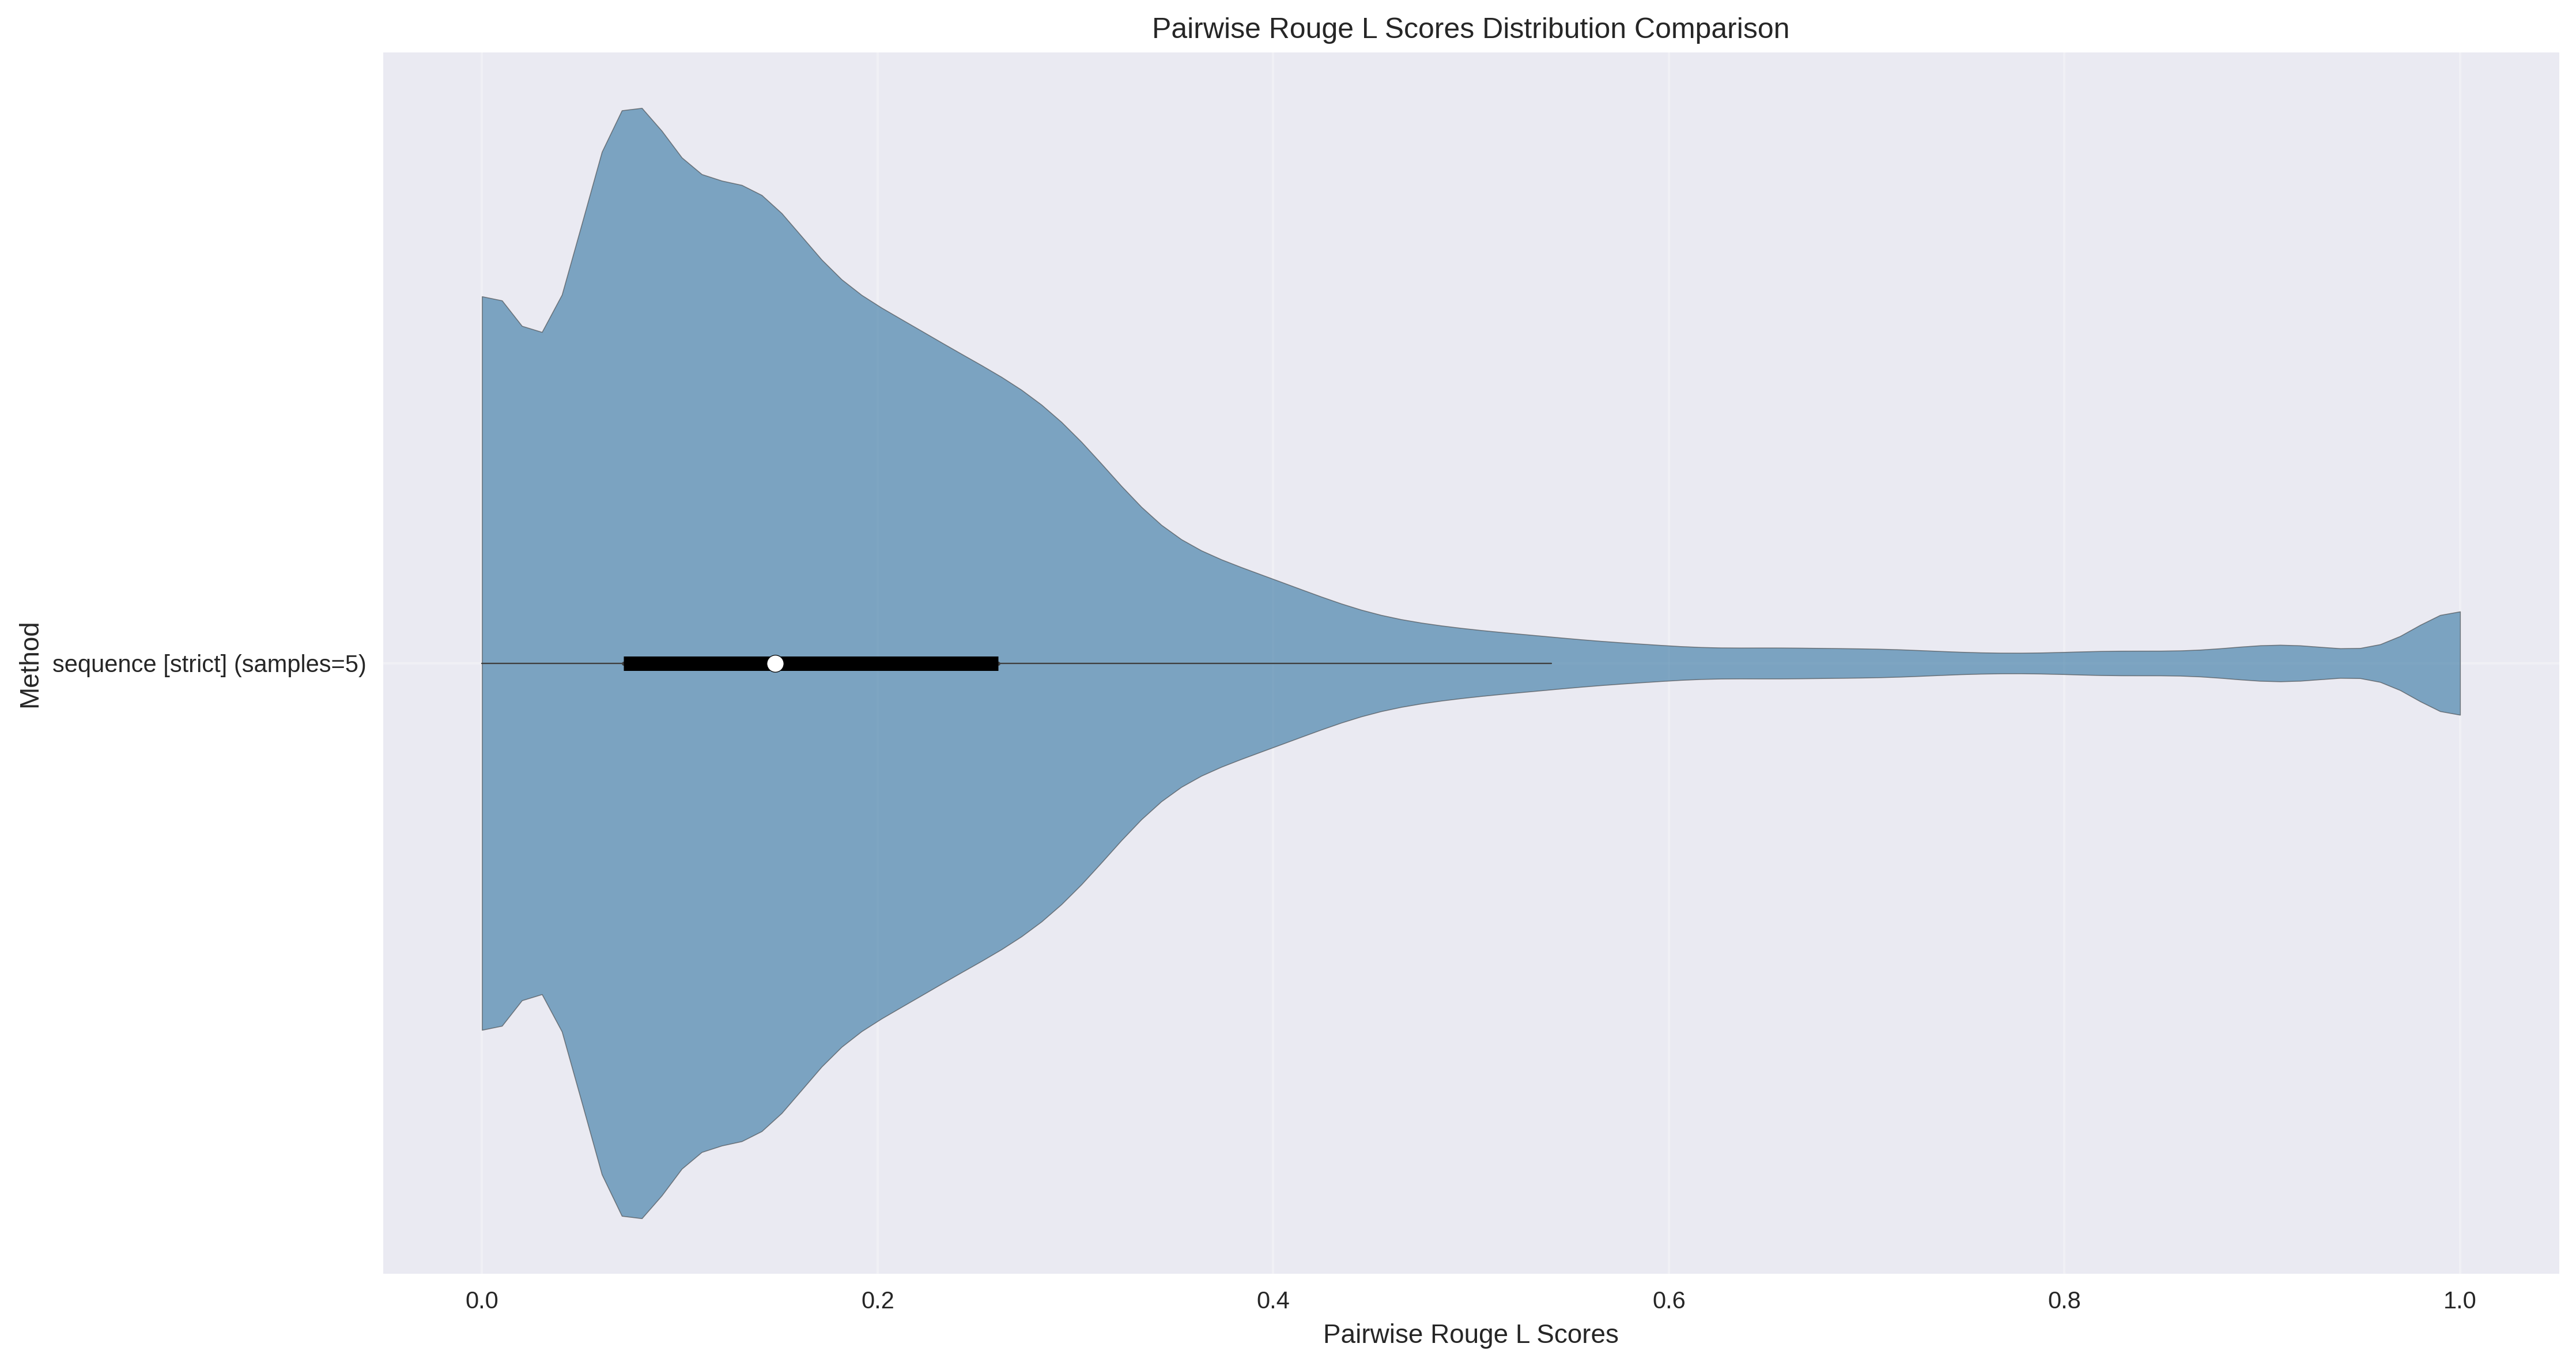 Pairwise Rouge L Scores Distribution Comparison
Method
sequence [strict] (samples=5)
0.0 0.2 0.4 0.6 0.8 1.0
Pairwise Rouge L Scores